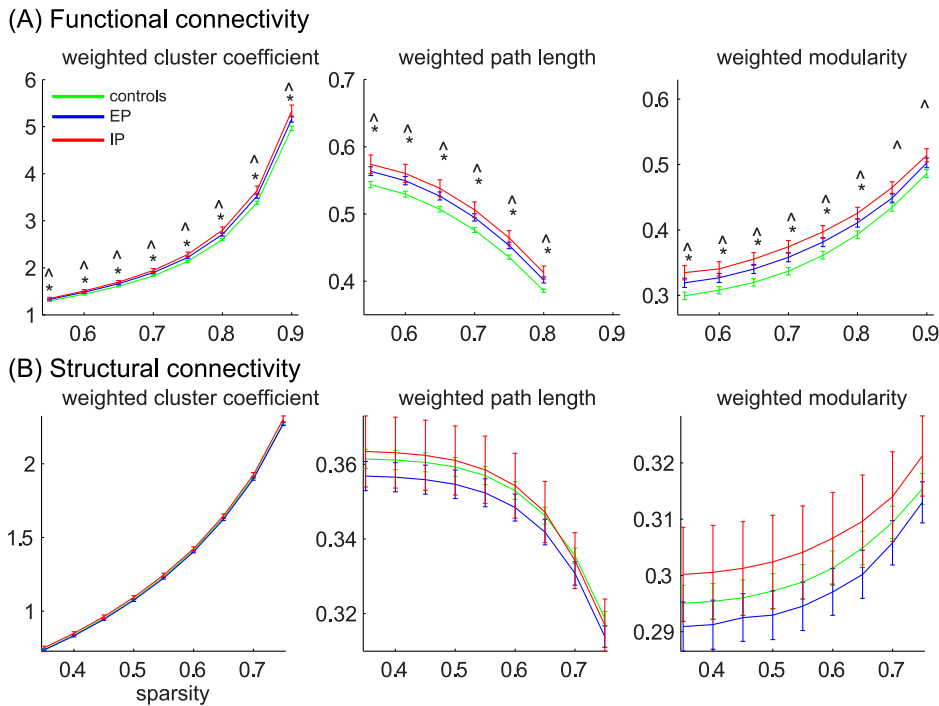 (A) Functional connectivity
weighted cluster coefficient weighted path length weighted modularity
6
5
4
3
2
1
controls
EP
IP
^ ^ ^ ^ ^ ^ ^ ^
* * * * * * * *
0.6 0.7 0.8 0.9
0.7
0.6
0.5
0.4
^ ^ ^ ^ ^ ^
* * * * * *
0.6 0.7 0.8 0.9
0.6
0.5
0.4
0.3
^ ^ ^ ^ ^ ^ ^ ^
* * * * * *
0.6 0.7 0.8 0.9
(B) Structural connectivity
weighted cluster coefficient weighted path length weighted modularity
2
1.5
1
0.4 0.5 0.6 0.7
sparsity
0.36
0.34
0.32
0.4 0.5 0.6 0.7
0.32
0.31
0.3
0.29
0.4 0.5 0.6 0.7